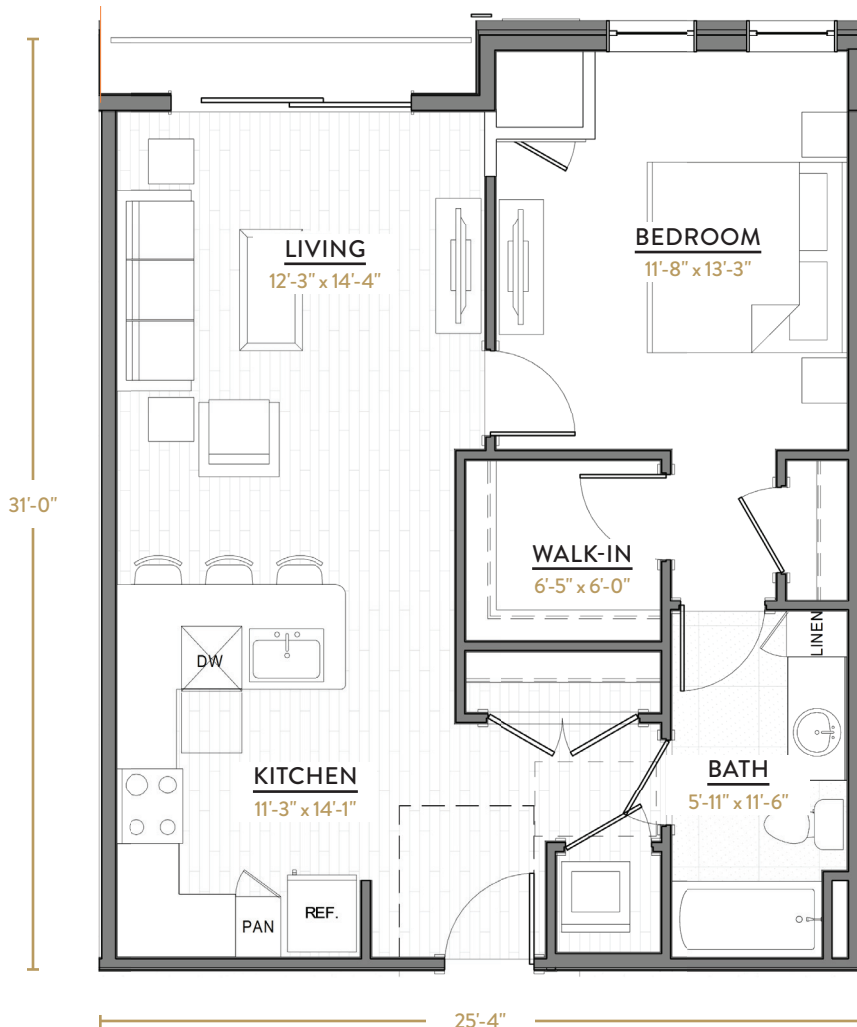 LIVING
12'-3" x 14'-4"
BEDROOM
11'-8" x 13'-3"
31'-0"
WALK-IN
6'-5" x 6'-0"
LINEN
DW
KITCHEN
11'-3" x 14'-1"
BATH
5'-11" x 11'-6"
PAN
REF.
25'-4"